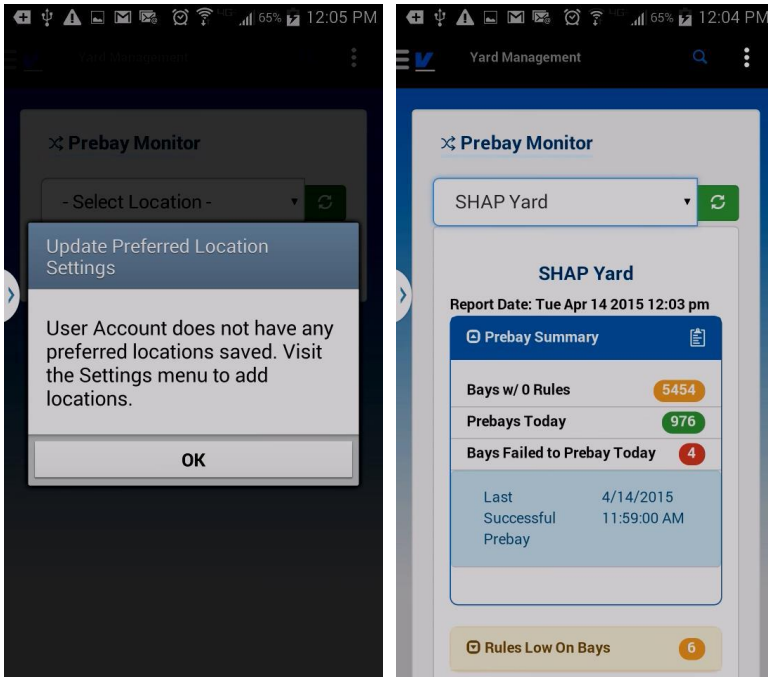 65% 12:05 PM
Yard Management
Prebay Monitor
- Select Location -
Update Preferred Location
Settings
User Account does not have any
preferred locations saved. Visit
the Settings menu to add
locations.
OK
65% 12:04 PM
Yard Management
Prebay Monitor
SHAP Yard
SHAP Yard
Report Date: Tue Apr 14 2015 12:03 pm
Prebay Summary
Bays w/ 0 Rules 5454
Prebays Today 976
Bays Failed to Prebay Today 4
Last 4/14/2015
Successful 11:59:00 AM
Prebay
Rules Low On Bays 6